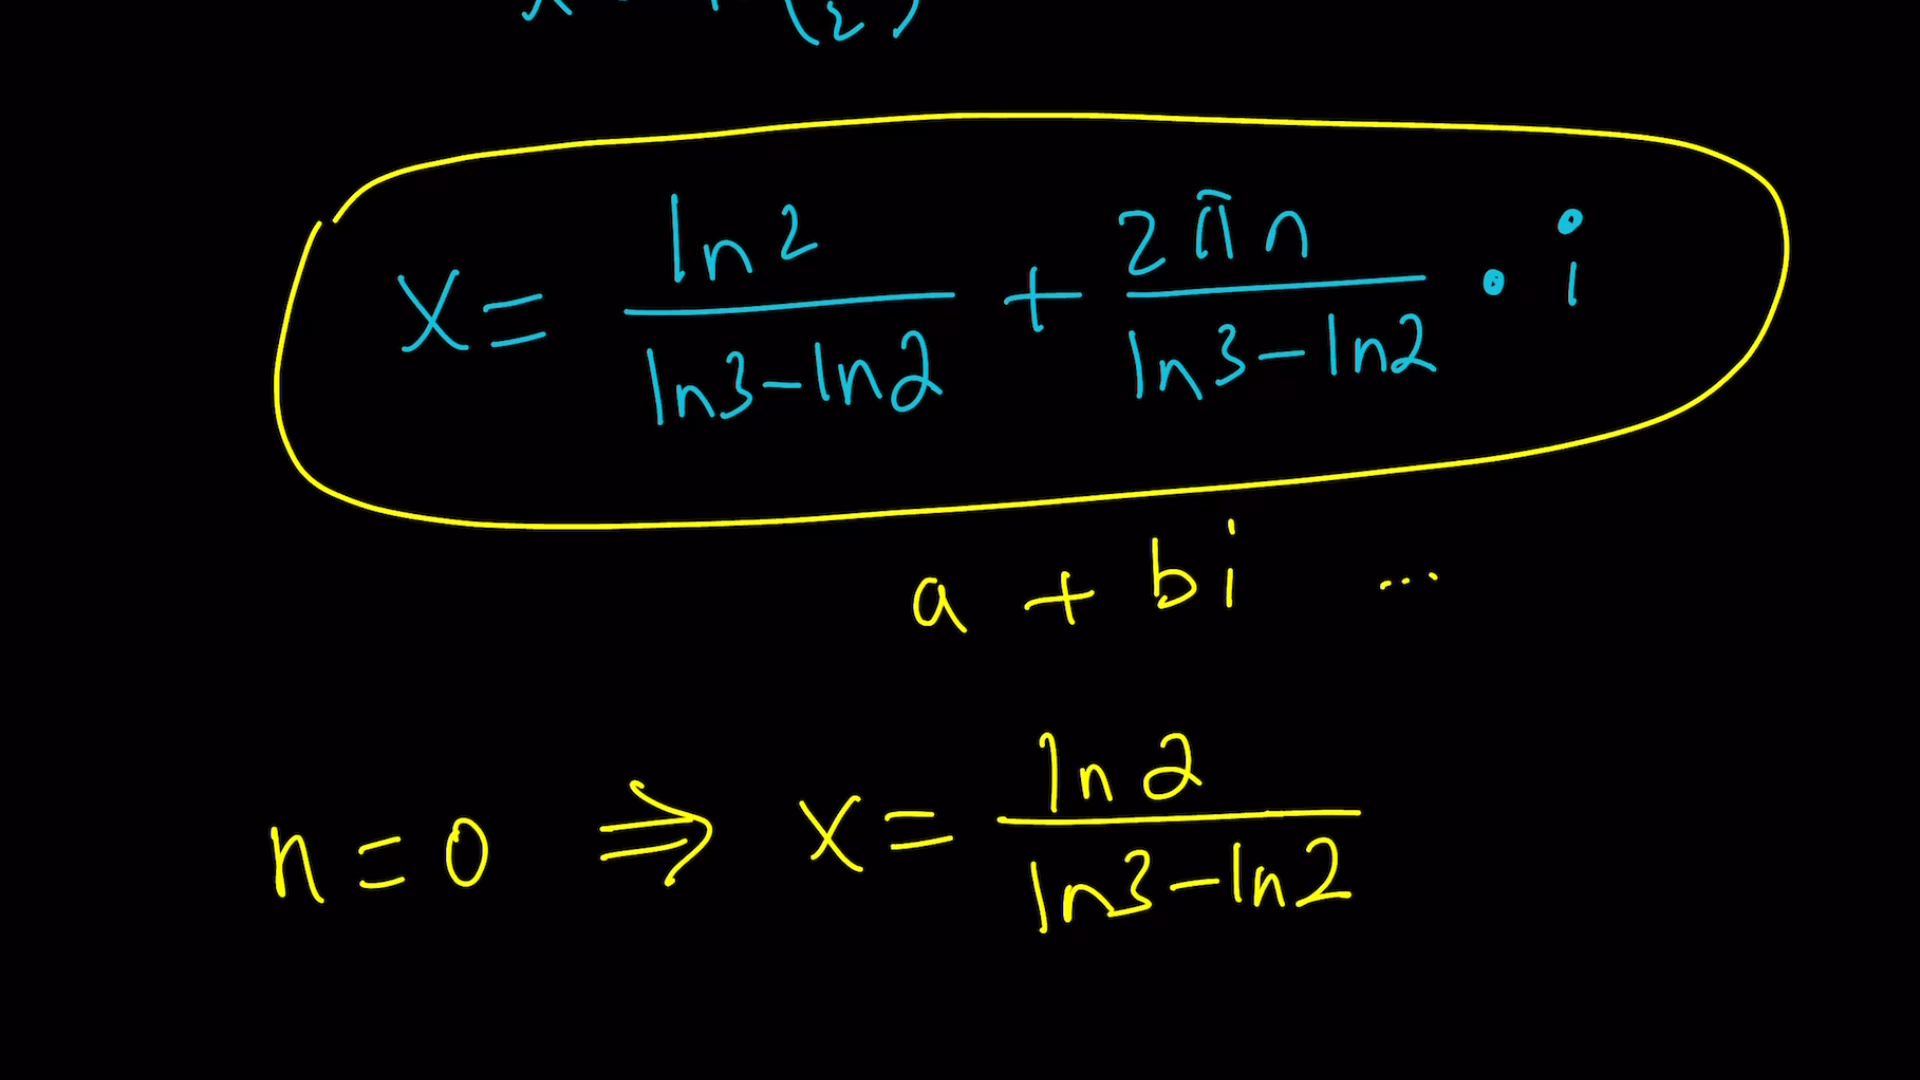 x = ln2/(ln3-ln2) + 2πn/(ln3-ln2) · i
a + bi ...
n=0 ⇒ x= ln2/(ln3-ln2)